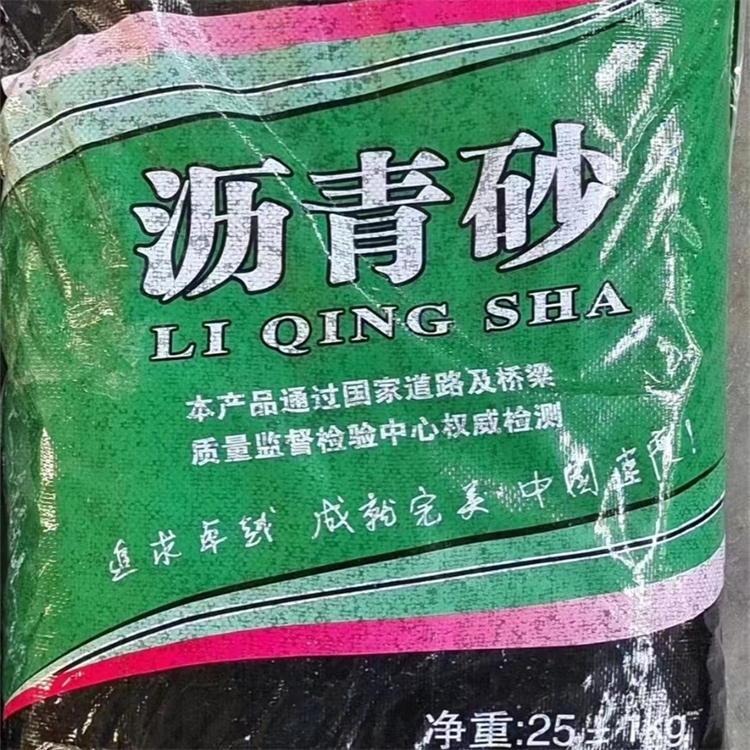 沥青砂
LI QING SHA
本产品通过国家道路及桥梁
质量监督检验中心权威检测
追求卓越 成就完美 中国造!
净重:25±1kg